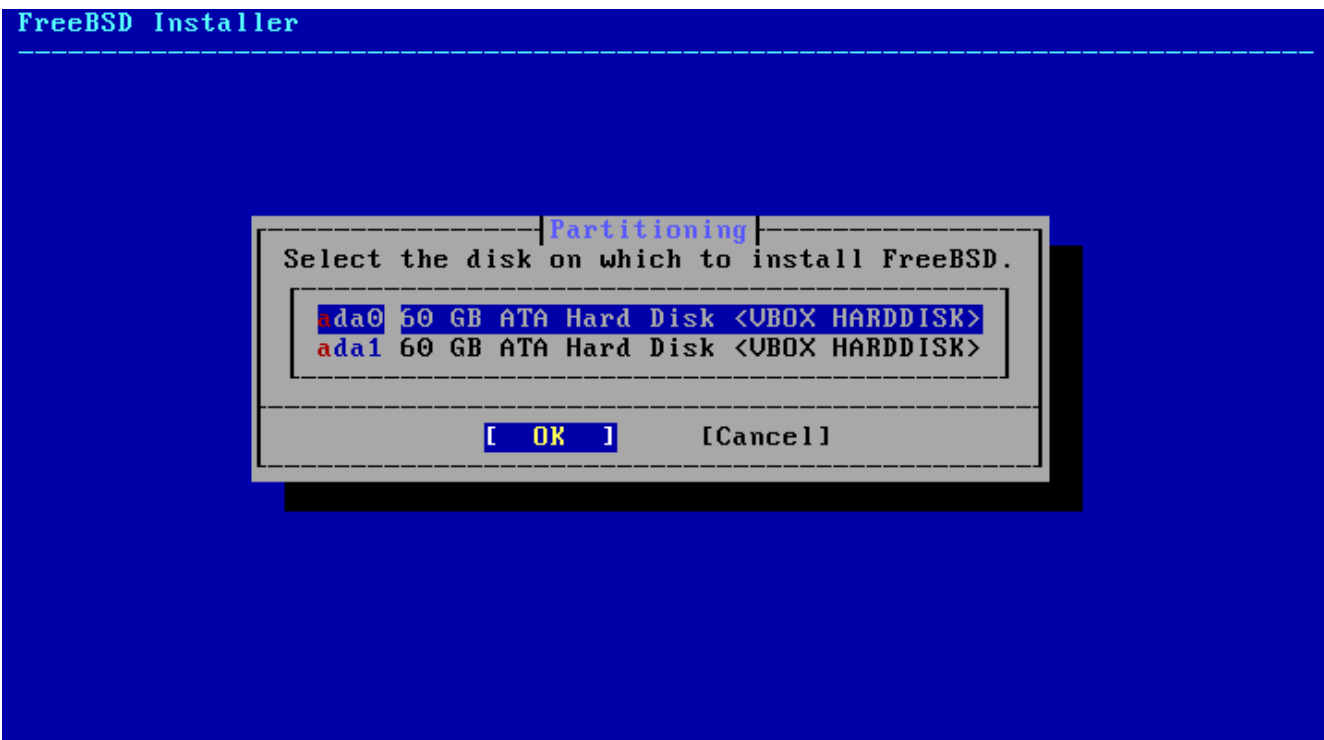 FreeBSD Installer
Partitioning
Select the disk on which to install FreeBSD.
ada0 60 GB ATA Hard Disk <VBOX HARDDISK>
ada1 60 GB ATA Hard Disk <VBOX HARDDISK>
[ OK ] [Cancel]